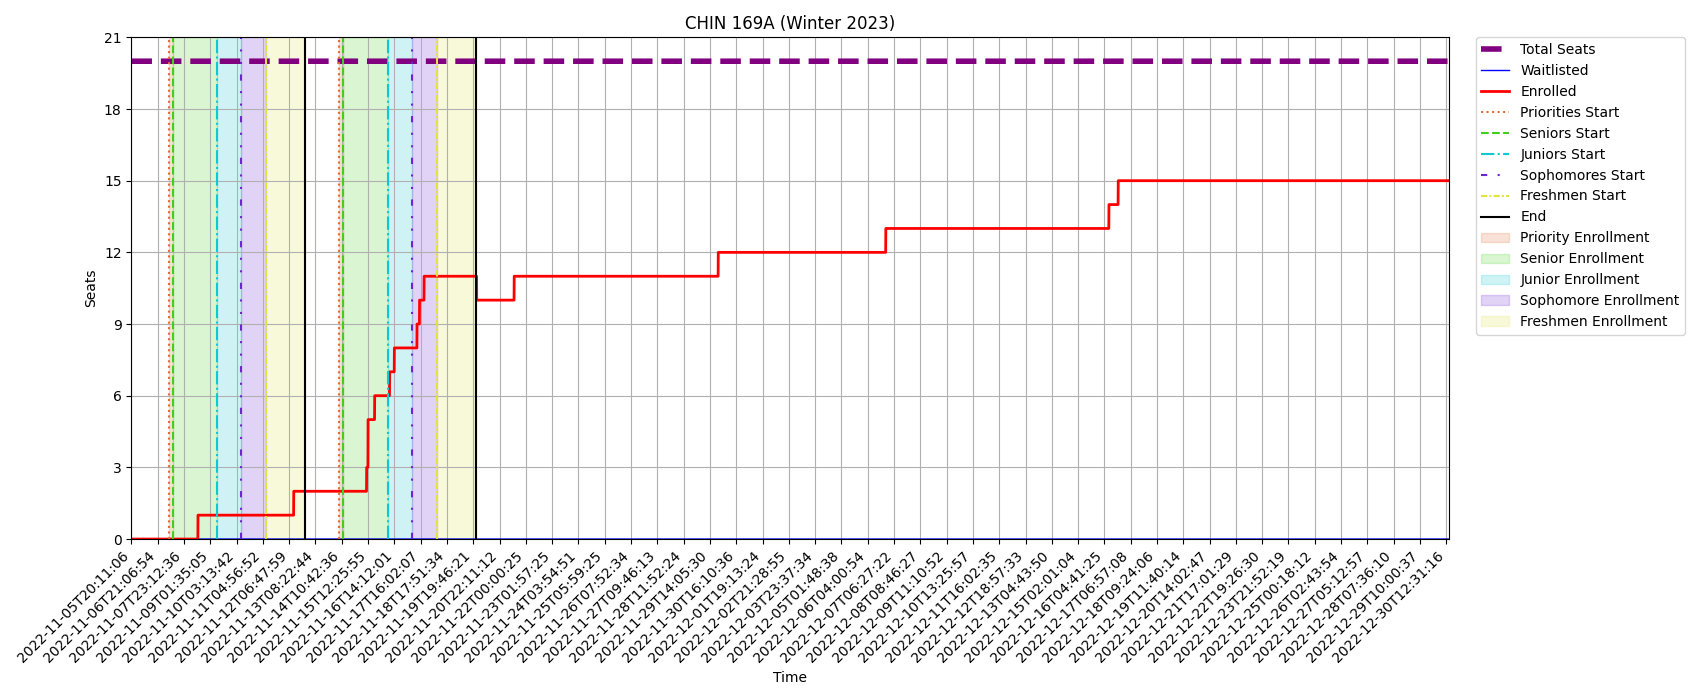 CHIN 169A (Winter 2023)
21
18
15
12
9
6
3
0
Seats
2022-11-05T20:11:06
2022-11-06T21:06:54
2022-11-07T23:12:36
2022-11-09T01:35:05
2022-11-10T03:13:42
2022-11-11T04:56:52
2022-11-12T06:47:59
2022-11-13T08:22:44
2022-11-14T10:42:36
2022-11-15T12:25:55
2022-11-16T14:12:01
2022-11-17T16:02:07
2022-11-18T17:51:34
2022-11-19T19:46:21
2022-11-20T22:11:12
2022-11-22T00:00:25
2022-11-23T01:57:25
2022-11-24T03:54:51
2022-11-25T05:59:25
2022-11-26T07:52:34
2022-11-27T09:46:13
2022-11-28T11:52:24
2022-11-29T14:05:30
2022-11-30T16:10:36
2022-12-01T19:13:24
2022-12-02T21:28:55
2022-12-03T23:37:34
2022-12-05T01:48:38
2022-12-06T04:00:54
2022-12-07T06:27:22
2022-12-08T08:46:27
2022-12-09T11:10:52
2022-12-10T13:25:57
2022-12-11T16:02:35
2022-12-12T18:57:33
2022-12-13T04:43:50
2022-12-15T02:01:04
2022-12-16T04:41:25
2022-12-17T06:57:08
2022-12-18T09:24:06
2022-12-19T11:40:14
2022-12-20T14:02:47
2022-12-21T17:01:29
2022-12-22T19:26:30
2022-12-23T21:52:19
2022-12-25T00:18:12
2022-12-26T02:43:54
2022-12-27T05:12:57
2022-12-28T07:36:10
2022-12-29T10:00:37
2022-12-30T12:31:16
Time
Total Seats
Waitlisted
Enrolled
Priorities Start
Seniors Start
Juniors Start
Sophomores Start
Freshmen Start
End
Priority Enrollment
Senior Enrollment
Junior Enrollment
Sophomore Enrollment
Freshmen Enrollment